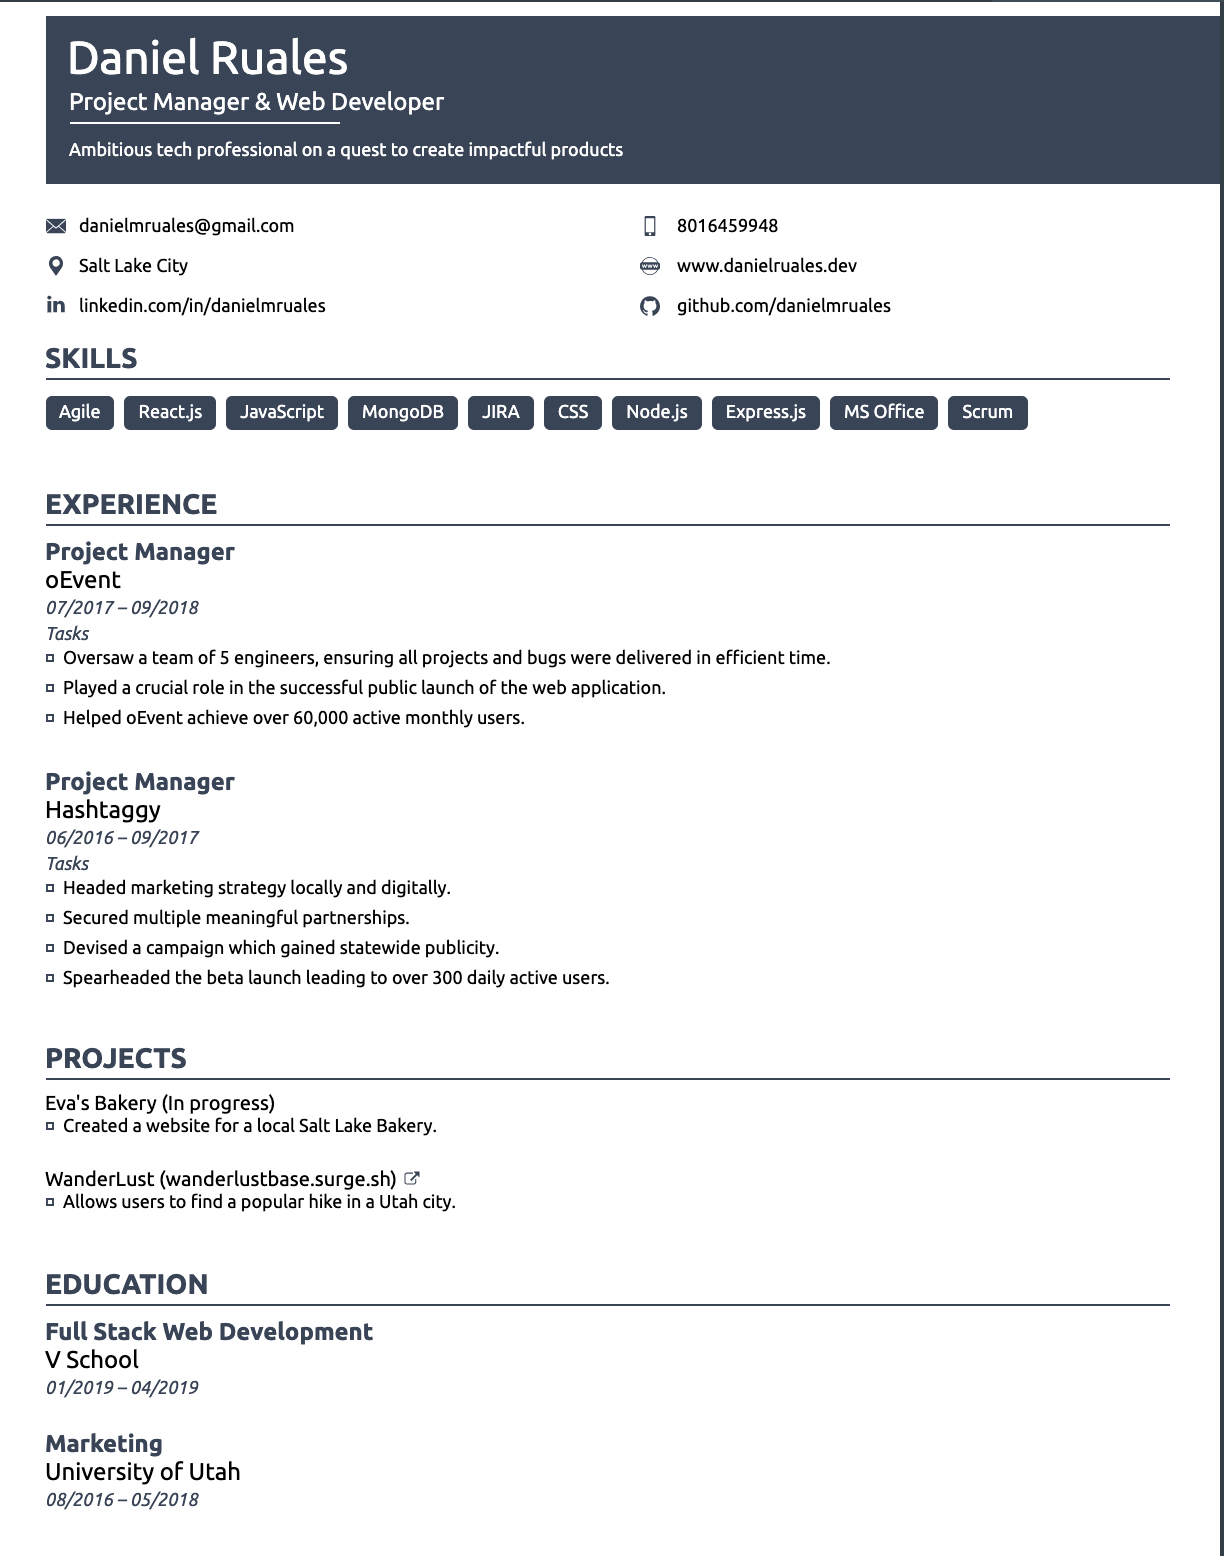 Daniel Ruales
Project Manager & Web Developer
Ambitious tech professional on a quest to create impactful products
danielmruales@gmail.com
8016459948
Salt Lake City
www.danielruales.dev
linkedin.com/in/danielmruales
github.com/danielmruales
SKILLS
Agile React.js JavaScript MongoDB JIRA CSS Node.js Express.js MS Office Scrum
EXPERIENCE
Project Manager
oEvent
07/2017 – 09/2018
Tasks
Oversaw a team of 5 engineers, ensuring all projects and bugs were delivered in efficient time.
Played a crucial role in the successful public launch of the web application.
Helped oEvent achieve over 60,000 active monthly users.
Project Manager
Hashtaggy
06/2016 – 09/2017
Tasks
Headed marketing strategy locally and digitally.
Secured multiple meaningful partnerships.
Devised a campaign which gained statewide publicity.
Spearheaded the beta launch leading to over 300 daily active users.
PROJECTS
Eva's Bakery (In progress)
Created a website for a local Salt Lake Bakery.
WanderLust (wanderlustbase.surge.sh)
Allows users to find a popular hike in a Utah city.
EDUCATION
Full Stack Web Development
V School
01/2019 – 04/2019
Marketing
University of Utah
08/2016 – 05/2018